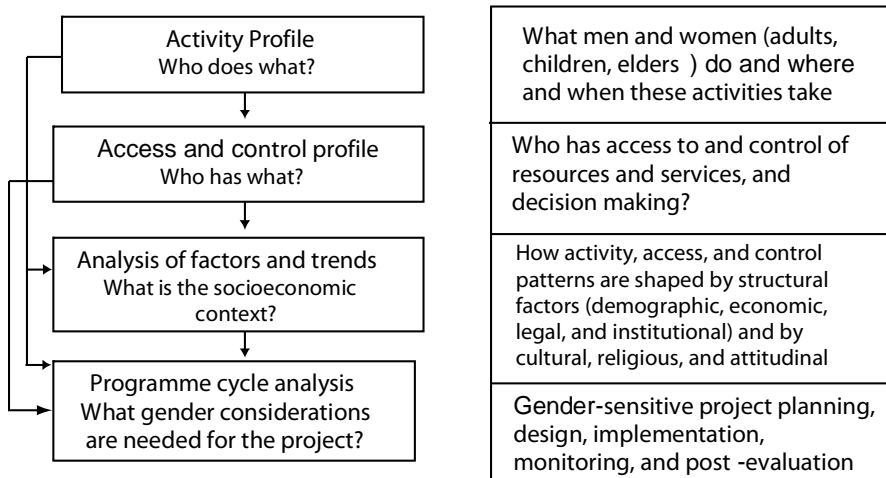 Activity Profile
Who does what?
What men and women (adults,
children, elders ) do and where
and when these activities take
Access and control profile
Who has what?
Who has access to and control of
resources and services, and
decision making?
Analysis of factors and trends
What is the socioeconomic
context?
How activity, access, and control
patterns are shaped by structural
factors (demographic, economic,
legal, and institutional) and by
cultural, religious, and attitudinal
Programme cycle analysis
What gender considerations
are needed for the project?
Gender-sensitive project planning,
design, implementation,
monitoring, and post -evaluation